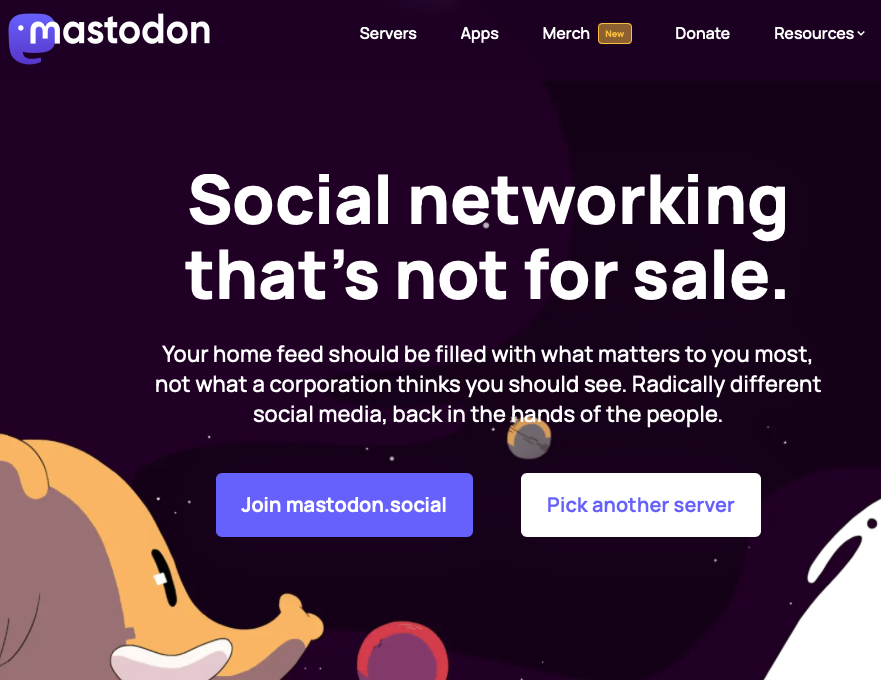 mastodon
Servers Apps Merch New Donate Resources
Social networking
that's not for sale.
Your home feed should be filled with what matters to you most,
not what a corporation thinks you should see. Radically different
social media, back in the hands of the people.
Join mastodon.social Pick another server